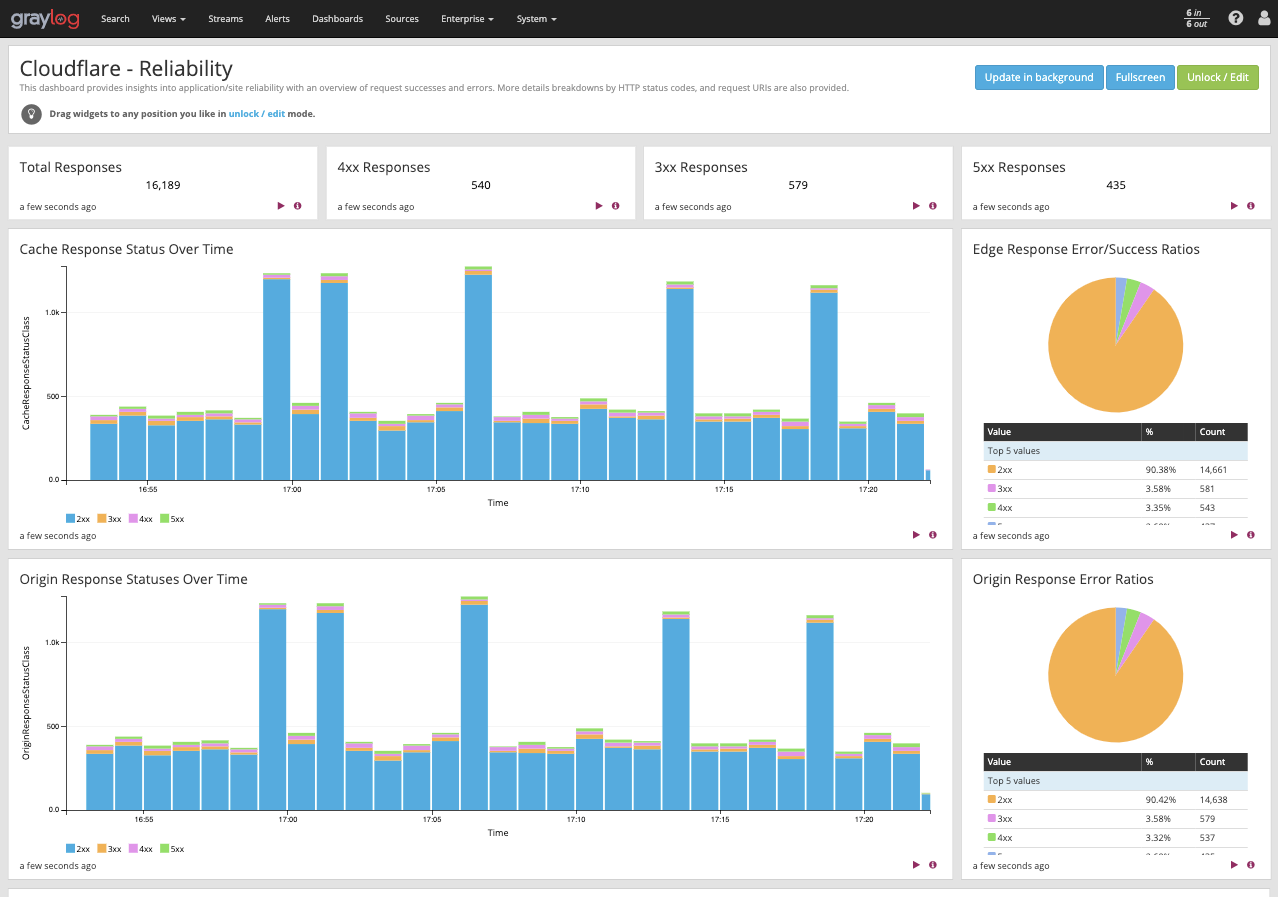 graylog Search Views Streams Alerts Dashboards Sources Enterprise System 6 in
6 out
Cloudflare - Reliability
This dashboard provides insights into application/site reliability with an overview of request successes and errors. More details breakdowns by HTTP status codes, and request URIs are also provided.
Update in background Fullscreen Unlock / Edit
Drag widgets to any position you like in unlock / edit mode.
Total Responses
16,189
a few seconds ago
4xx Responses
540
a few seconds ago
3xx Responses
579
a few seconds ago
5xx Responses
435
a few seconds ago
Cache Response Status Over Time
CacheResponseStatusClass
1.0k
500
0.0
16:55 17:00 17:05 17:10 17:15 17:20
Time
2xx 3xx 4xx 5xx
a few seconds ago
Edge Response Error/Success Ratios
Value % Count
Top 5 values
2xx 90.38% 14,661
3xx 3.58% 581
4xx 3.35% 543
a few seconds ago
Origin Response Statuses Over Time
OriginResponseStatusClass
1.0k
500
0.0
16:55 17:00 17:05 17:10 17:15 17:20
Time
2xx 3xx 4xx 5xx
a few seconds ago
Origin Response Error Ratios
Value % Count
Top 5 values
2xx 90.42% 14,638
3xx 3.58% 579
4xx 3.32% 537
a few seconds ago